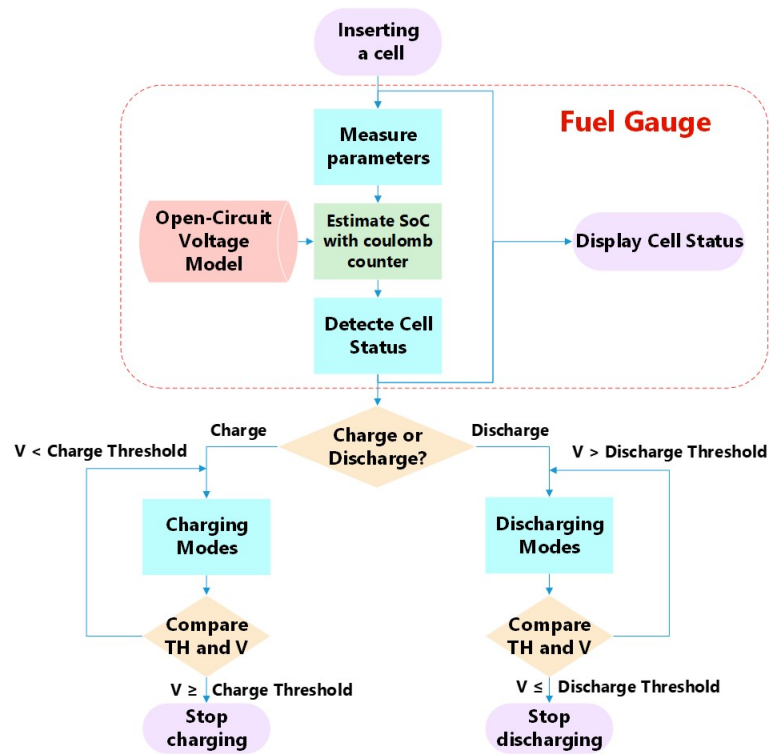 Inserting
a cell
Fuel Gauge
Measure
parameters
Open-Circuit
Voltage
Model
Estimate SoC
with coulomb
counter
Display Cell Status
Detecte Cell
Status
Charge
Charge or
Discharge?
Discharge
V < Charge Threshold
V > Discharge Threshold
Charging
Modes
Discharging
Modes
Compare
TH and V
Compare
TH and V
V ≥ Charge Threshold
V ≤ Discharge Threshold
Stop
charging
Stop
discharging